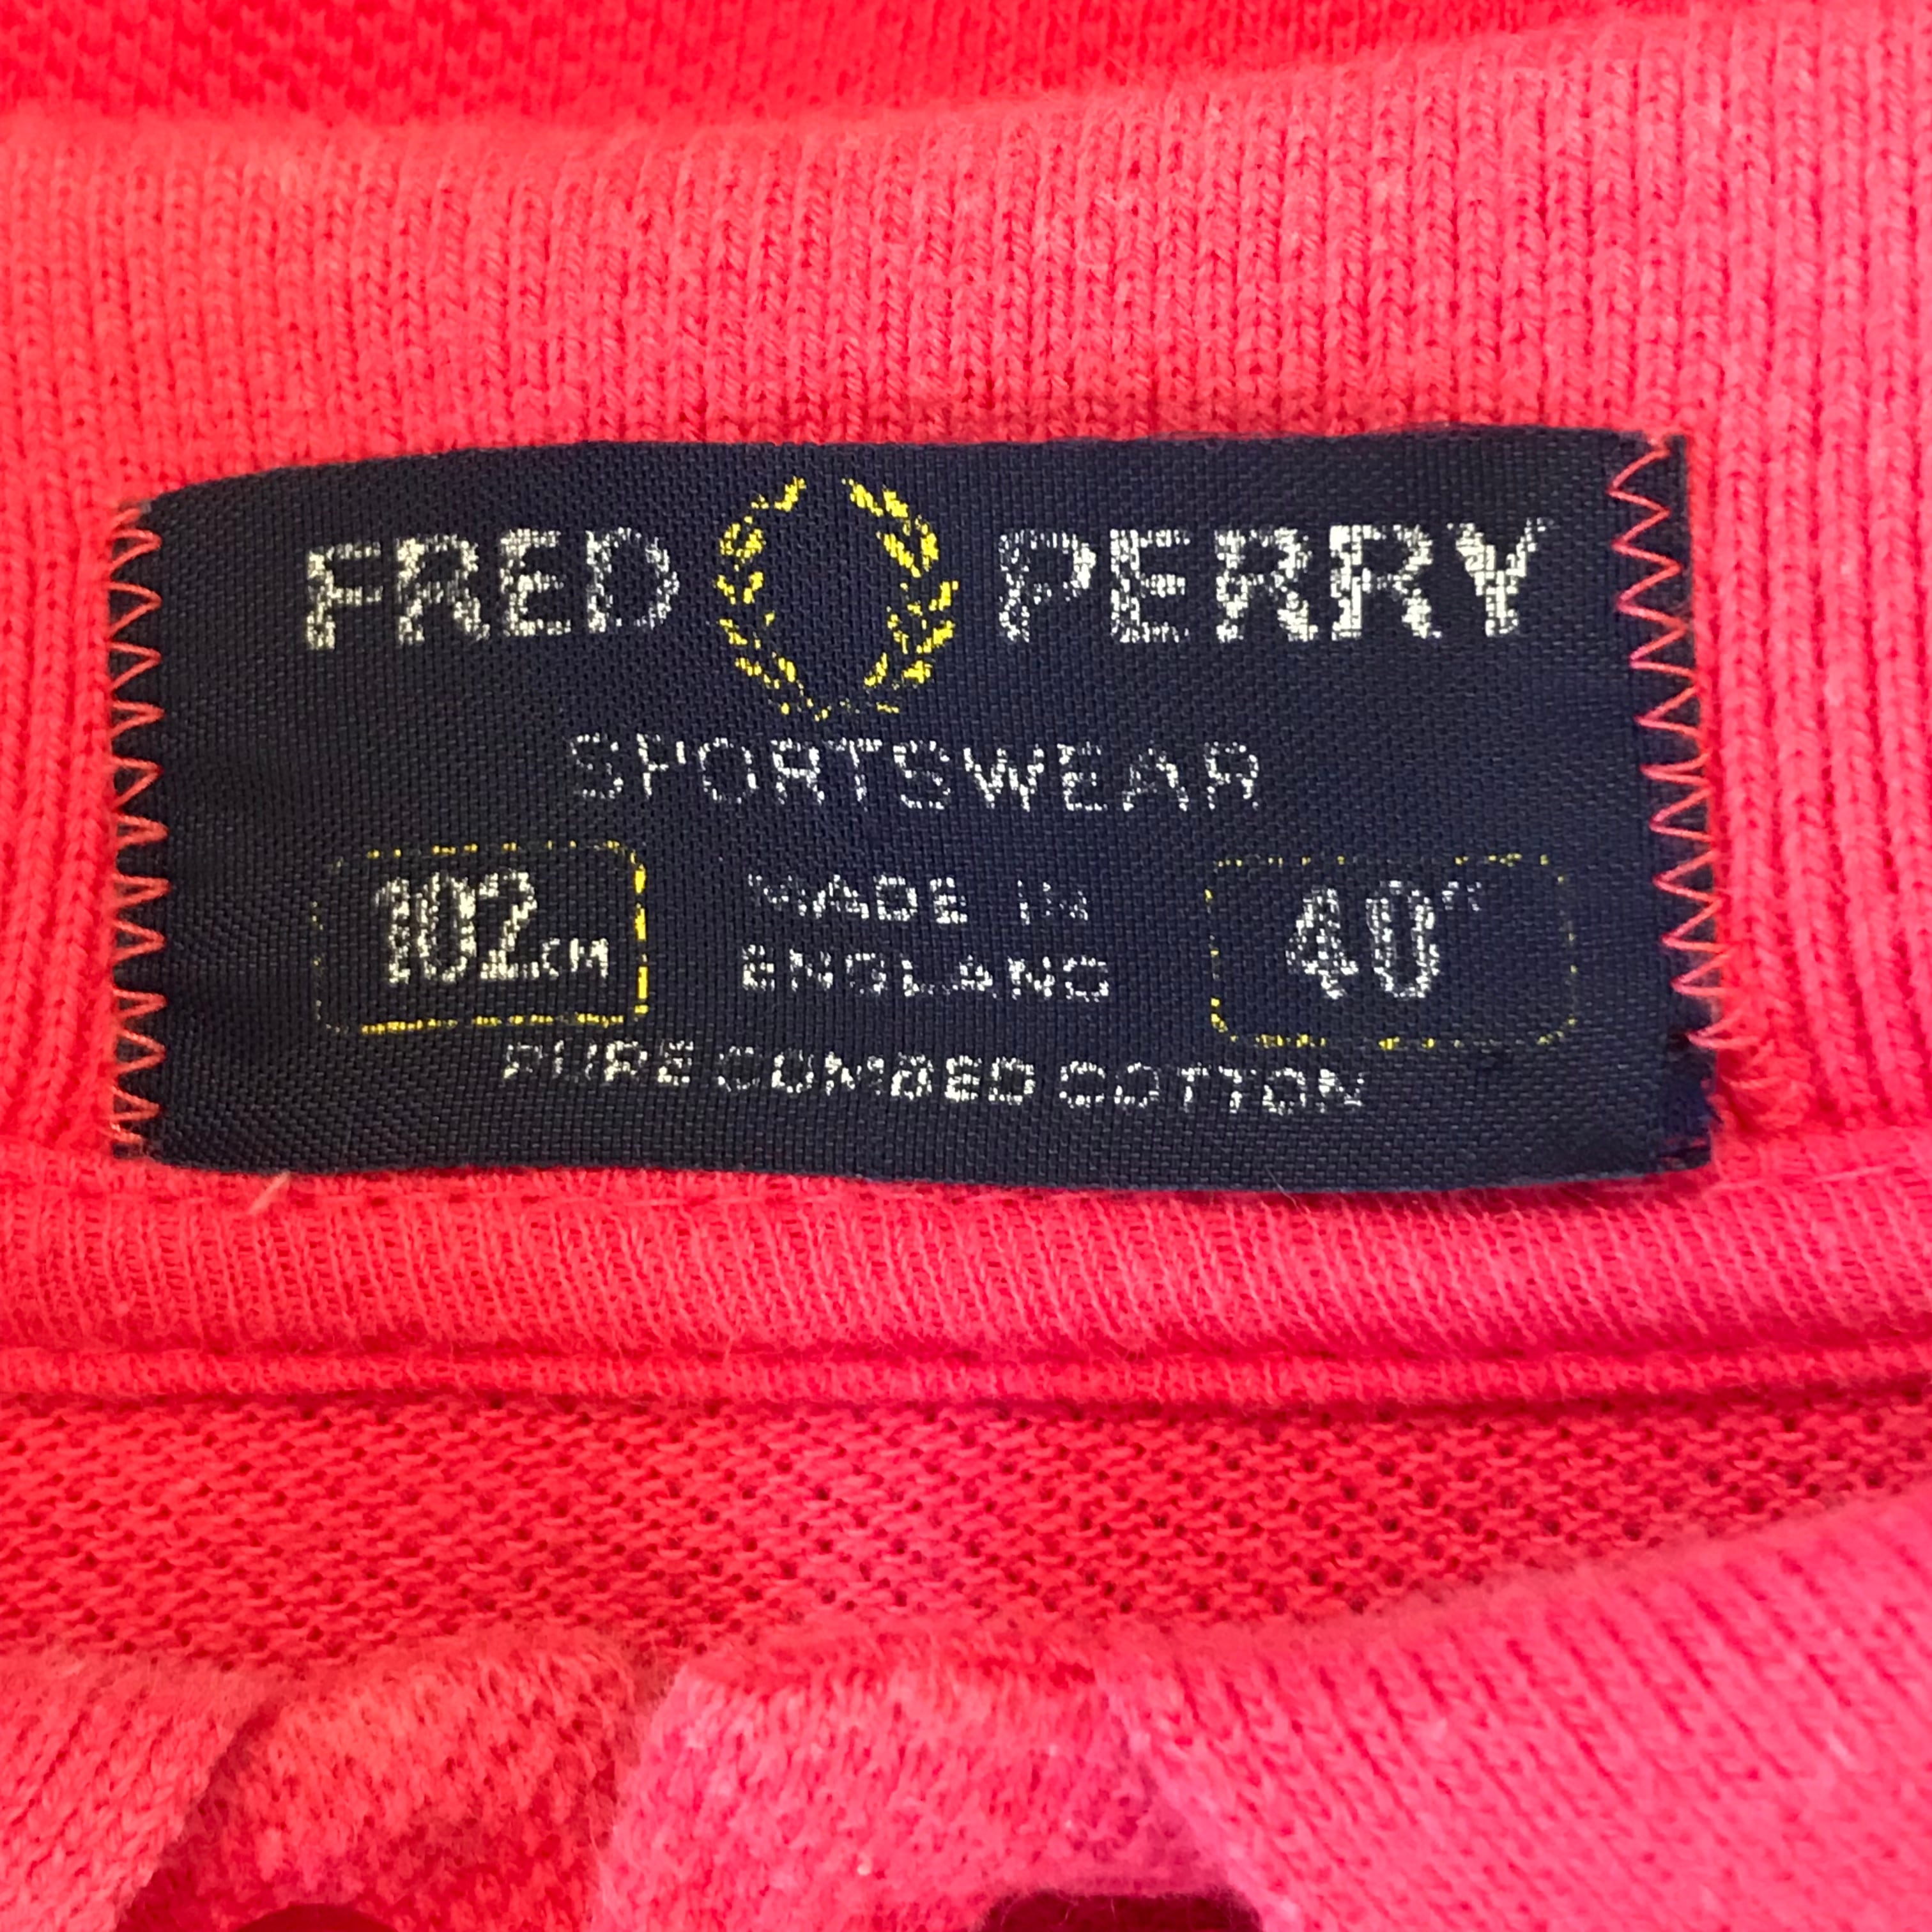 FRED PERRY
SPORTSWEAR
102CM MADE IN 40"
ENGLAND
PURE COMBED COTTON